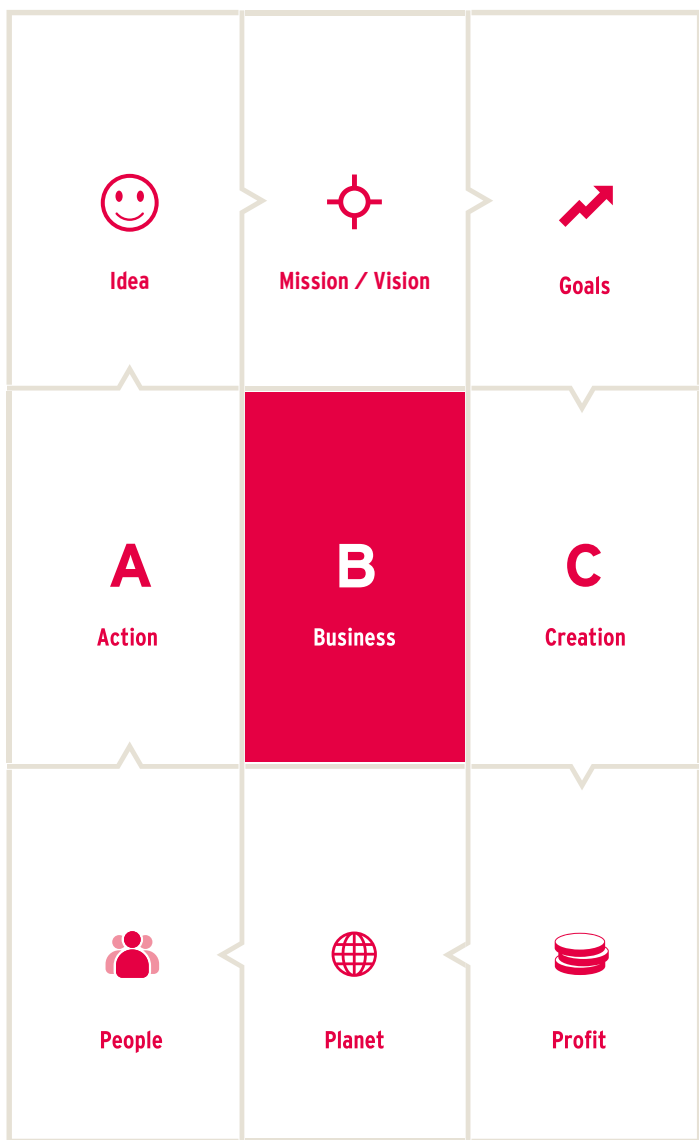 Idea
Mission / Vision
Goals
A
Action
B
Business
C
Creation
People
Planet
Profit